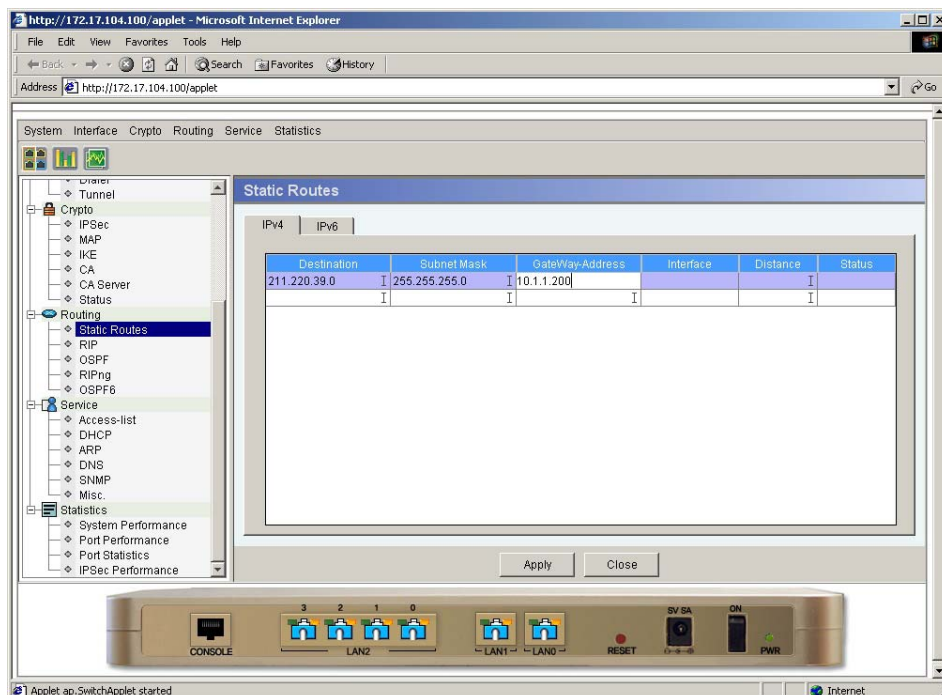 http://172.17.104.100/applet - Microsoft Internet Explorer
File Edit View Favorites Tools Help
Back Search Favorites History
Address http://172.17.104.100/applet Go
System Interface Crypto Routing Service Statistics
Dialer
Tunnel
Crypto
IPSec
MAP
IKE
CA
CA Server
Status
Routing
Static Routes
RIP
OSPF
RIPng
OSPF6
Service
Access-list
DHCP
ARP
DNS
SNMP
Misc.
Statistics
System Performance
Port Performance
Port Statistics
IPSec Performance
Static Routes
IPv4 IPv6
Destination Subnet Mask GateWay-Address Interface Distance Status
211.220.39.0 255.255.255.0 10.1.1.200
Apply Close
3 2 1 0
CONSOLE LAN2 LAN1 LAN0 RESET 5V 5A ON PWR
Applet ap.SwitchApplet started Internet